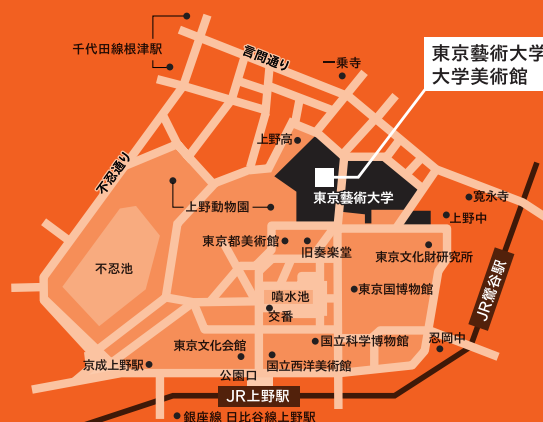 千代田線根津駅
言問通り
一乗寺
東京藝術大学
大学美術館
上野高
不忍通り
東京藝術大学
寛永寺
上野動物園
上野中
東京都美術館
旧奏楽堂
東京文化財研究所
不忍池
JR鶯谷駅
噴水池
東京国博物館
交番
国立科学博物館
忍岡中
東京文化会館
京成上野駅
国立西洋美術館
公園口
JR上野駅
銀座線 日比谷線上野駅